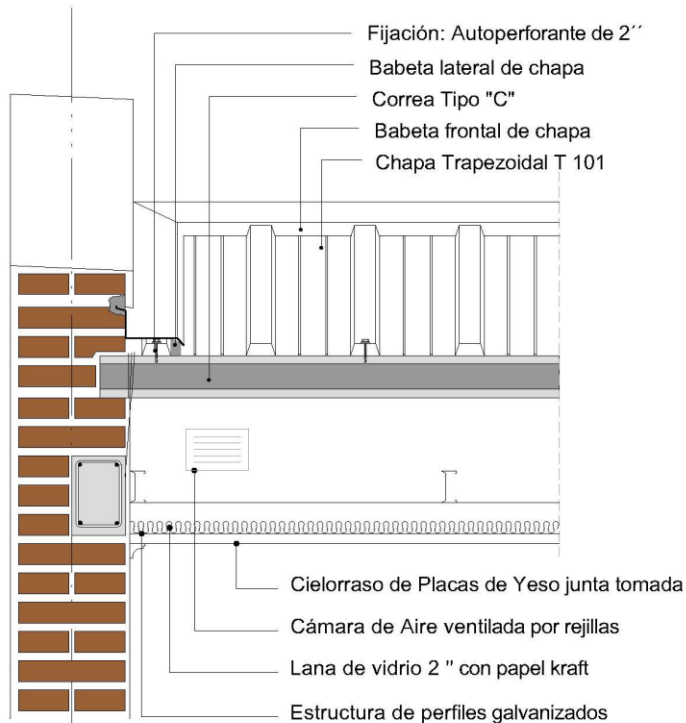 Fijación: Autoperforante de 2´´
Babeta lateral de chapa
Correa Tipo "C"
Babeta frontal de chapa
Chapa Trapezoidal T 101
Cielorraso de Placas de Yeso junta tomada
Cámara de Aire ventilada por rejillas
Lana de vidrio 2 " con papel kraft
Estructura de perfiles galvanizados